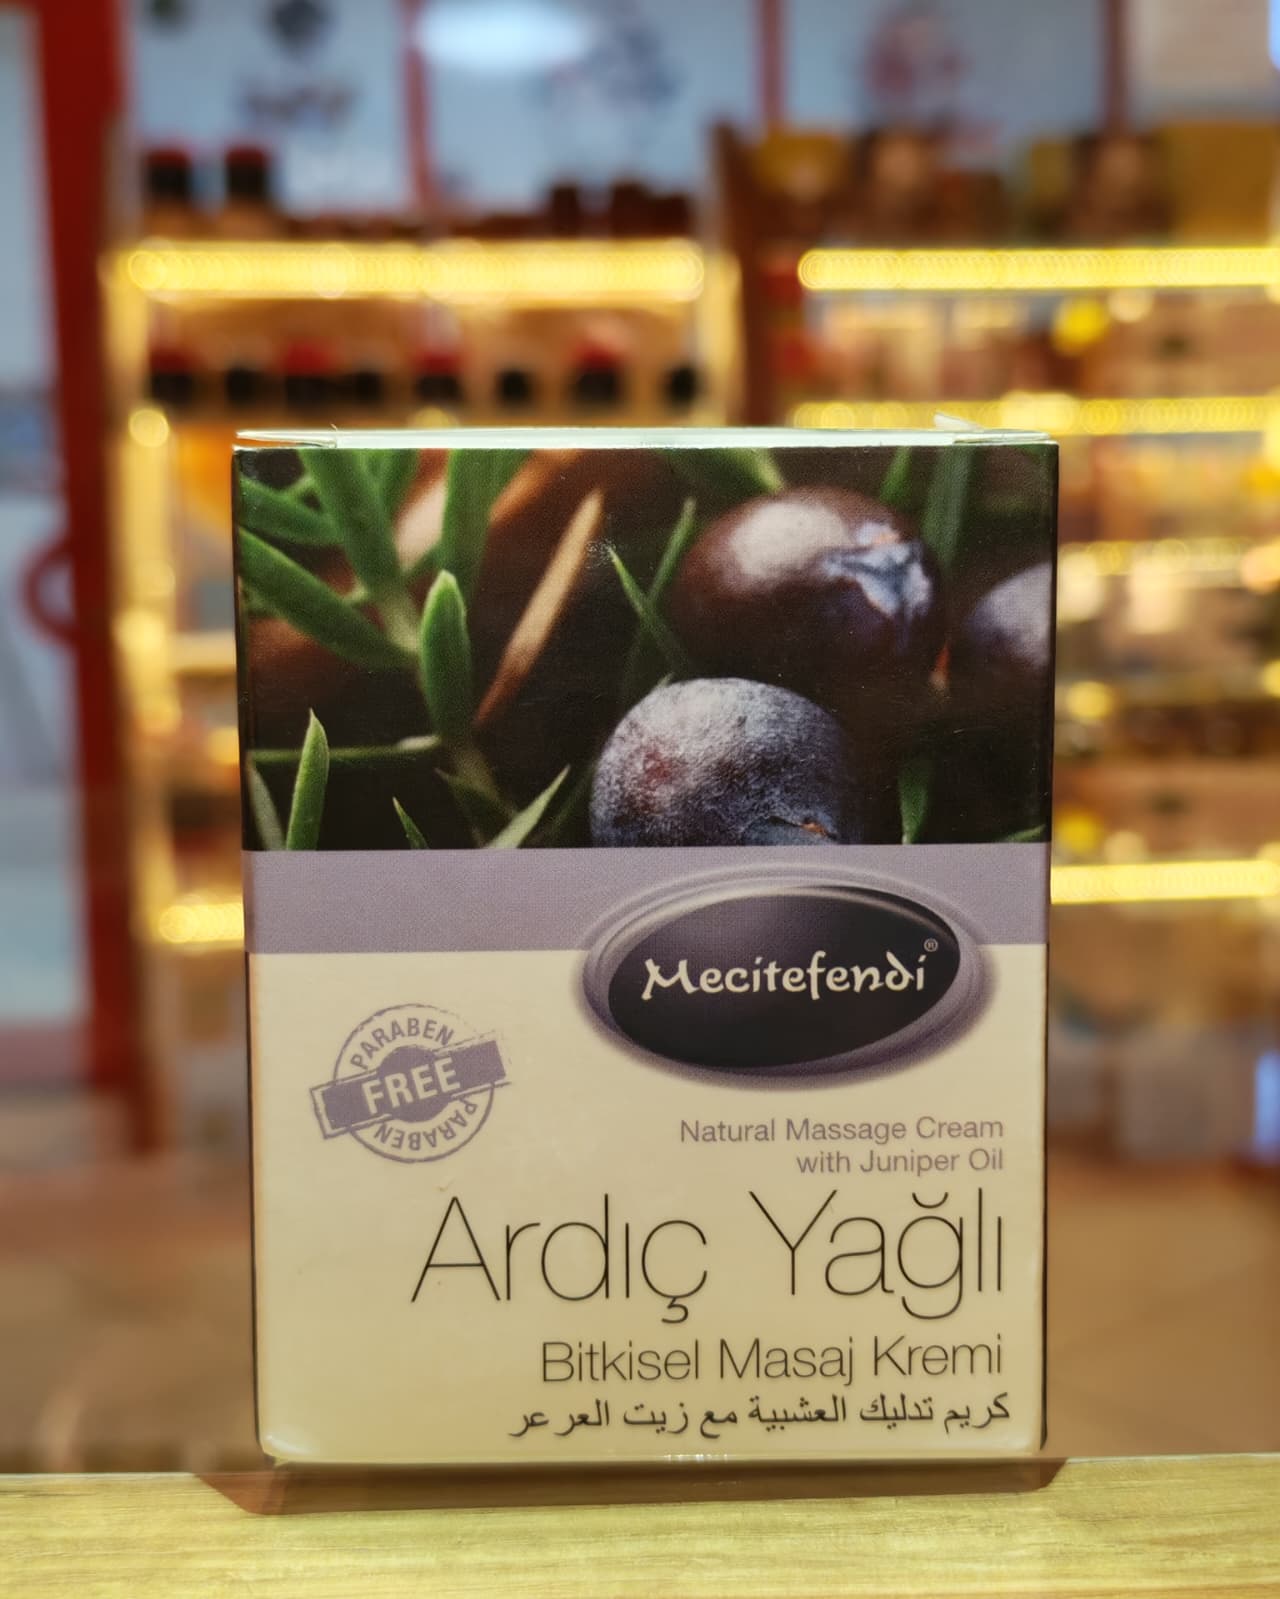 Mecitefendi®
PARABEN
FREE
PARABEN
Natural Massage Cream
with Juniper Oil
Ardıç Yağlı
Bitkisel Masaj Kremi
كريم تدليك العشبية مع زيت العرعر